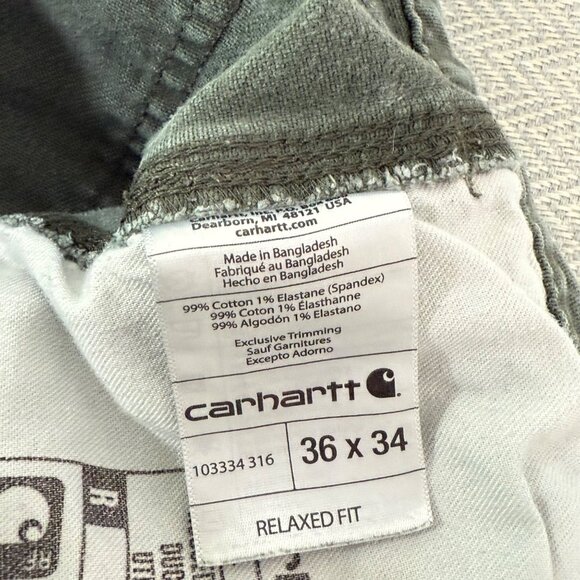 Dearborn, MI 48121 USA
carhartt.com
Made in Bangladesh
Fabriqué au Bangladesh
Hecho en Bangladesh
99% Cotton 1% Elastane (Spandex)
99% Coton 1% Élasthanne
99% Algodón 1% Elastano
Exclusive Trimming
Sauf Garnitures
Excepto Adorno
carhartt
103334 316
36 x 34
RELAXED FIT
R